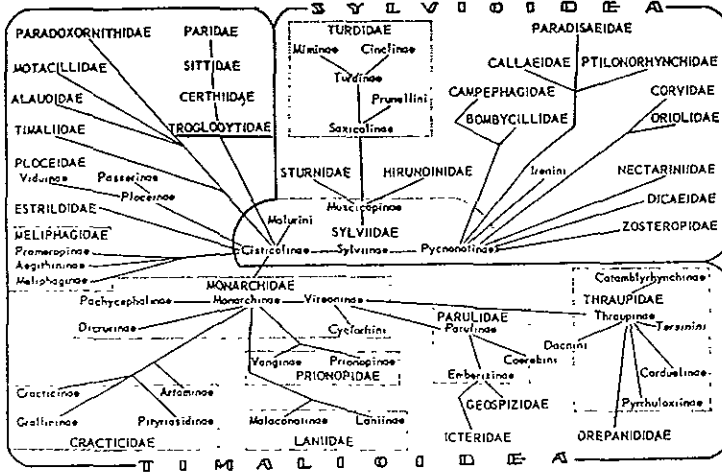 SYLVIOIDEA
PARADOXORNITHIDAE
PARIDAE
TURDIDAE
PARADISAEIDAE
Miminae
Cinclinae
MOTACILLIDAE
SITTIDAE
CALLAEIDAE
PTILONORHYNCHIDAE
Turdinae
ALAUDIDAE
CERTHIIDAE
CAMPEPHAGIDAE
CORVIDAE
Prunellini
BOMBYCILLIDAE
ORIOLIDAE
TIMALIIDAE
TROGLODYTIDAE
Saxicolinae
PLOCEIDAE
Viduinae
Passerinae
STURNIDAE
HIRUNDINIDAE
Irenini
NECTARINIIDAE
Ploceinae
ESTRILDIDAE
Muscicapinae
DICAEIDAE
Malurini
SYLVIIDAE
ZOSTEROPIDAE
MELIPHAGIDAE
Promeropinae
Cisticolinae
Sylviinae
Pycnonotinae
Aegithininae
Meliphaginae
MONARCHIDAE
Catamblyrhynchinae
Pachycephalinae
Monarchinae
Vireoninae
THRAUPIDAE
PARULIDAE
Thraupinae
Dicrurinae
Cyclarhini
Parulinae
Tersinini
Dacnini
Vanginae
Prionopinae
Coerebini
PRIONOPIDAE
Emberizinae
Carduelinae
Cracticinae
Artaminae
GEOSPIZIDAE
Pyrrhuloxiinae
Grallinae
Pityriasidinae
Malaconotinae
Laniinae
CRACTICIDAE
LANIIDAE
ICTERIDAE
DREPANIDIDAE
TIMALIOIDEA